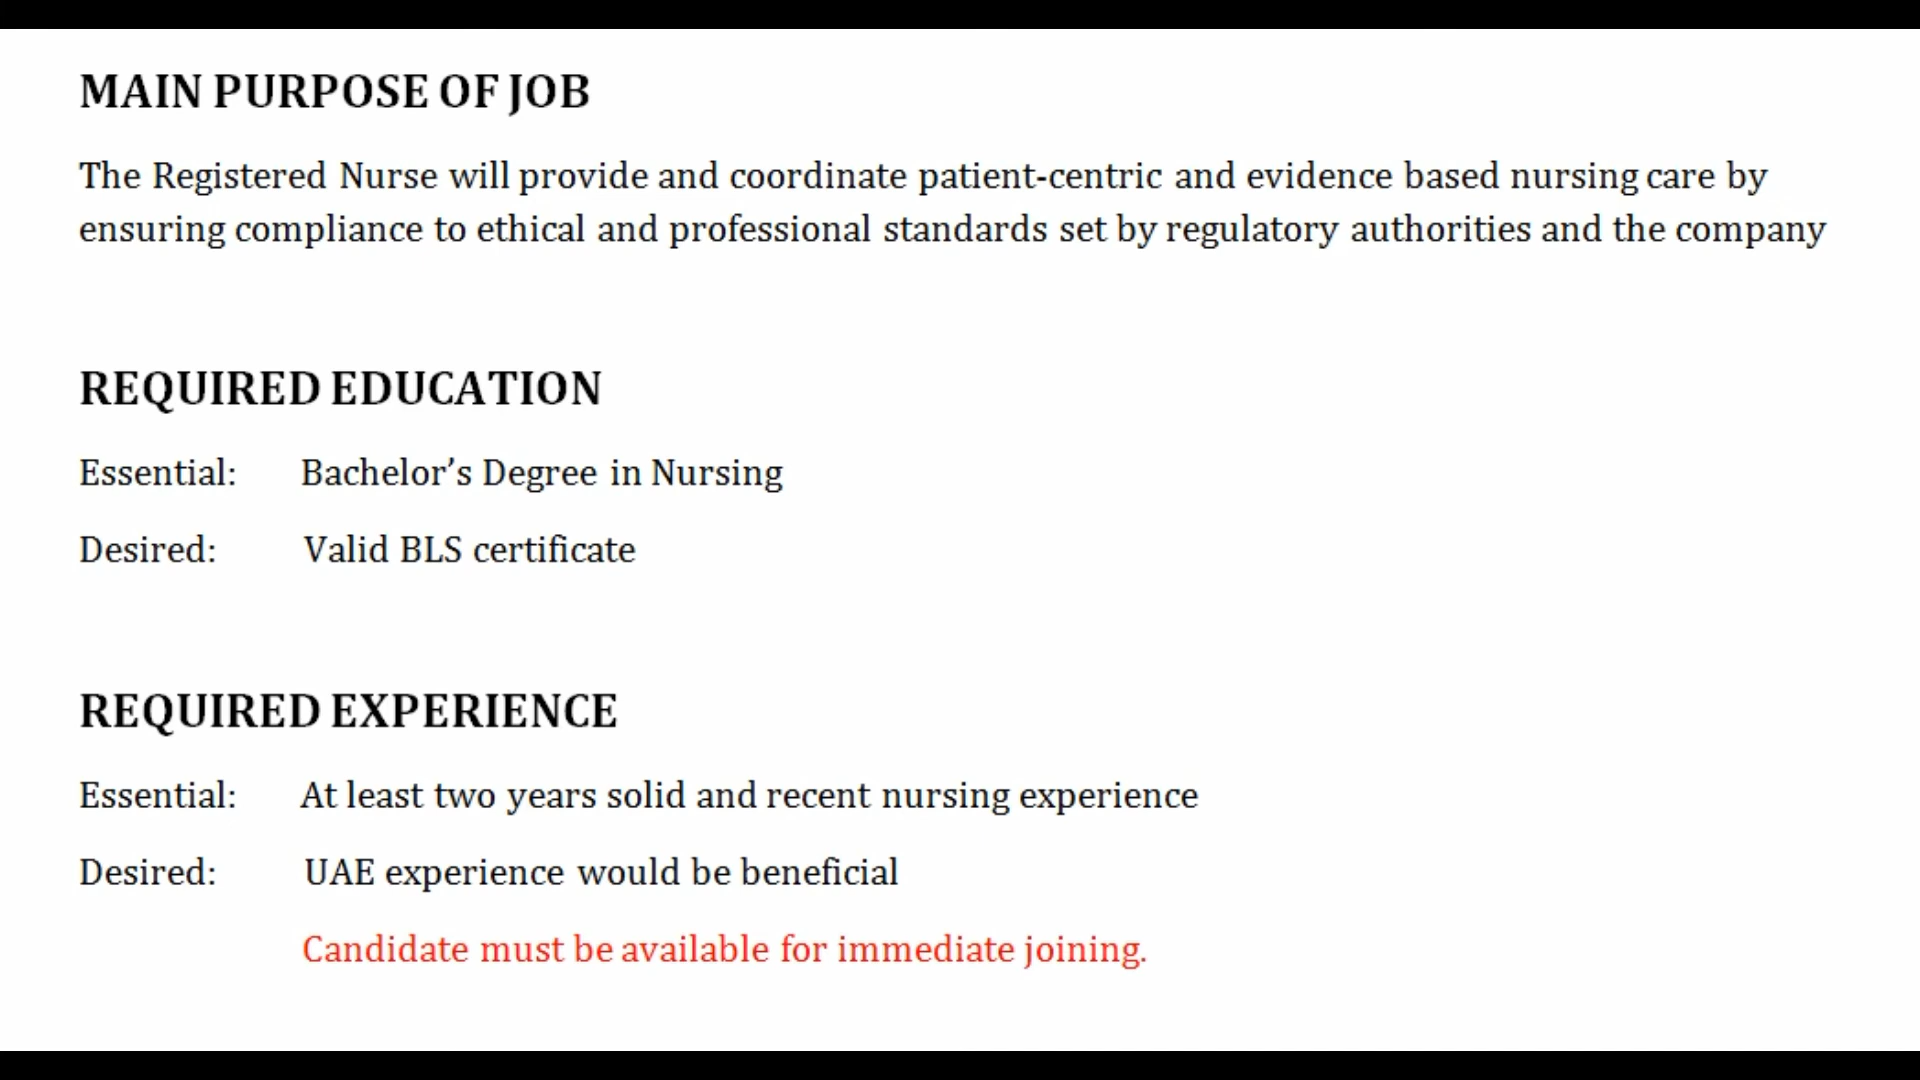 MAIN PURPOSE OF JOB
The Registered Nurse will provide and coordinate patient-centric and evidence based nursing care by
ensuring compliance to ethical and professional standards set by regulatory authorities and the company
REQUIRED EDUCATION
Essential: Bachelor’s Degree in Nursing
Desired: Valid BLS certificate
REQUIRED EXPERIENCE
Essential: At least two years solid and recent nursing experience
Desired: UAE experience would be beneficial
Candidate must be available for immediate joining.